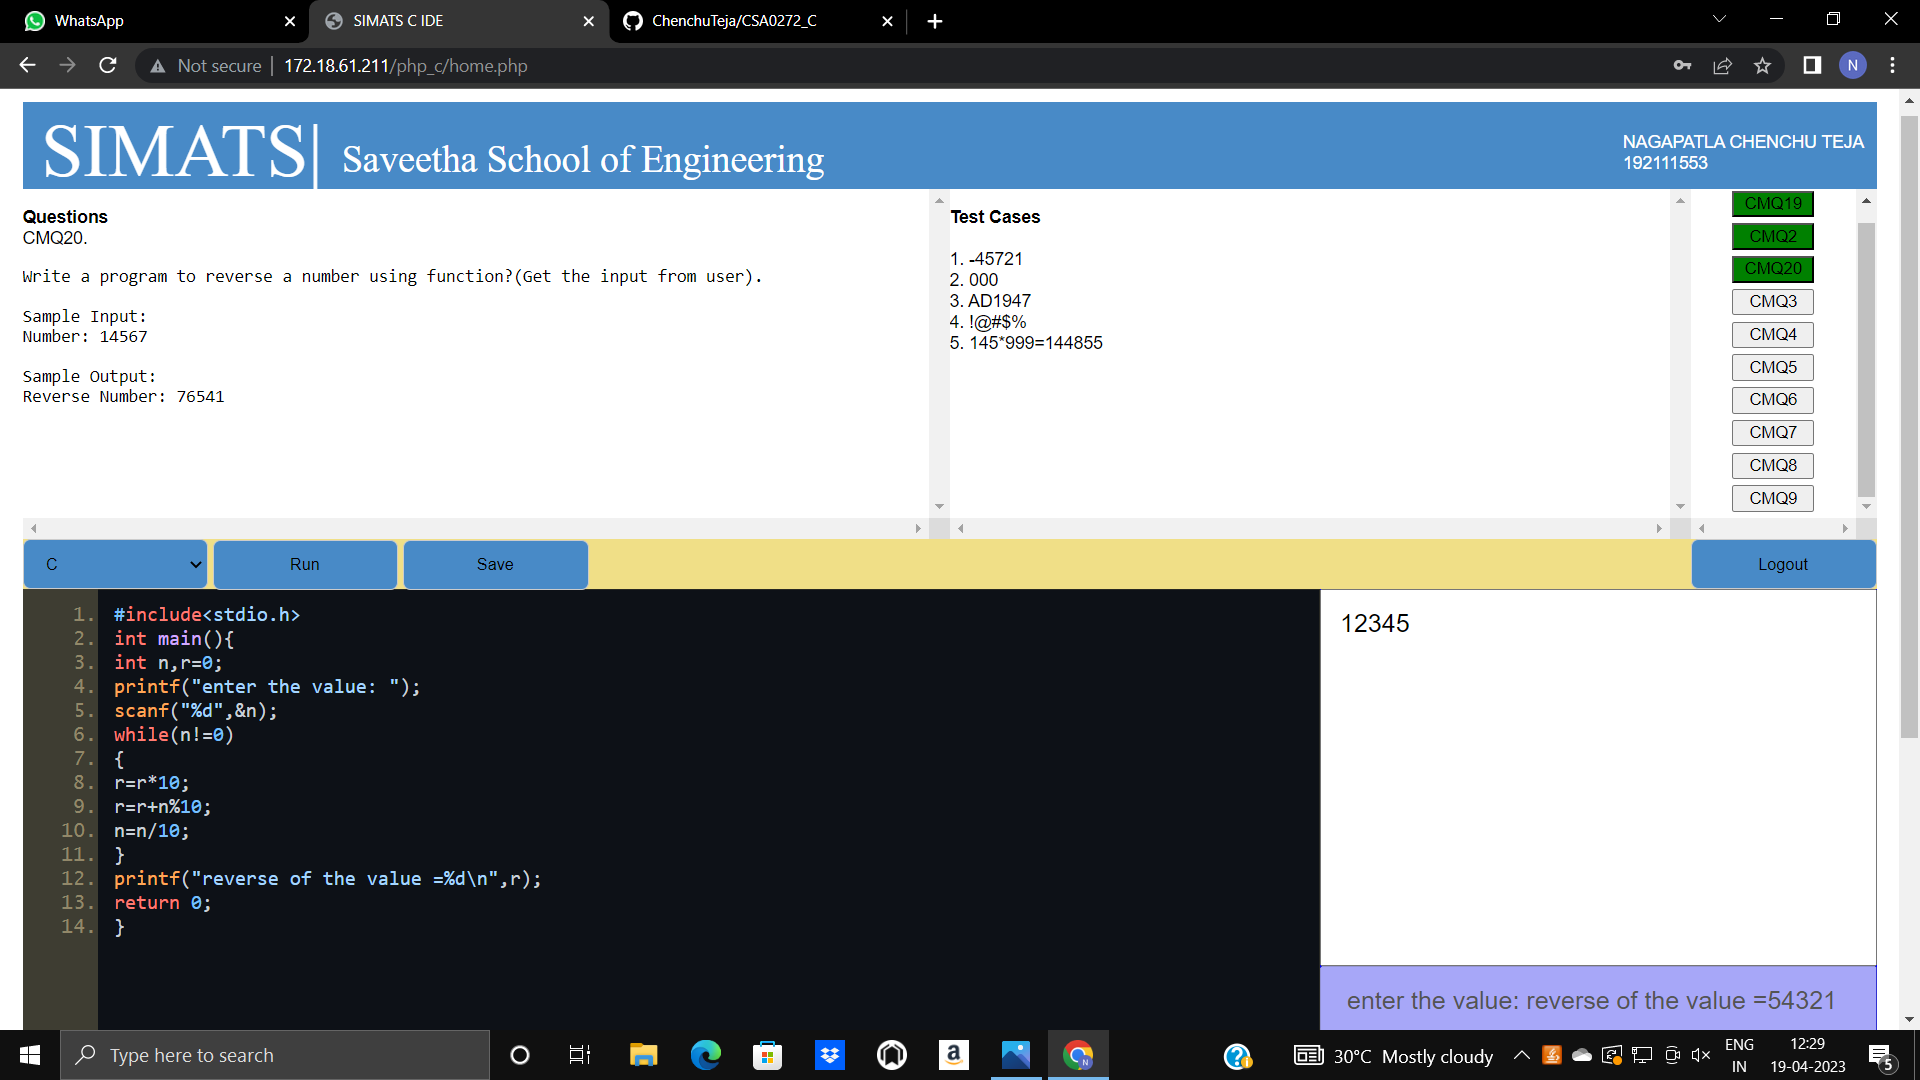 WhatsApp
SIMATS C IDE
ChenchuTeja/CSA0272_C
Not secure | 172.18.61.211/php_c/home.php
N
SIMATS| Saveetha School of Engineering
NAGAPATLA CHENCHU TEJA
192111553
Questions
CMQ20.
Write a program to reverse a number using function?(Get the input from user).
Sample Input:
Number: 14567
Sample Output:
Reverse Number: 76541
Test Cases
1. -45721
2. 000
3. AD1947
4. !@#$%
5. 145*999=144855
CMQ19
CMQ2
CMQ20
CMQ3
CMQ4
CMQ5
CMQ6
CMQ7
CMQ8
CMQ9
C
Run
Save
Logout
1. #include<stdio.h>
2. int main(){
3. int n,r=0;
4. printf("enter the value: ");
5. scanf("%d",&n);
6. while(n!=0)
7. {
8. r=r*10;
9. r=r+n%10;
10. n=n/10;
11. }
12. printf("reverse of the value =%d\n",r);
13. return 0;
14. }
12345
enter the value: reverse of the value =54321
Type here to search
a
N
30°C Mostly cloudy
ENG
IN
12:29
19-04-2023
5